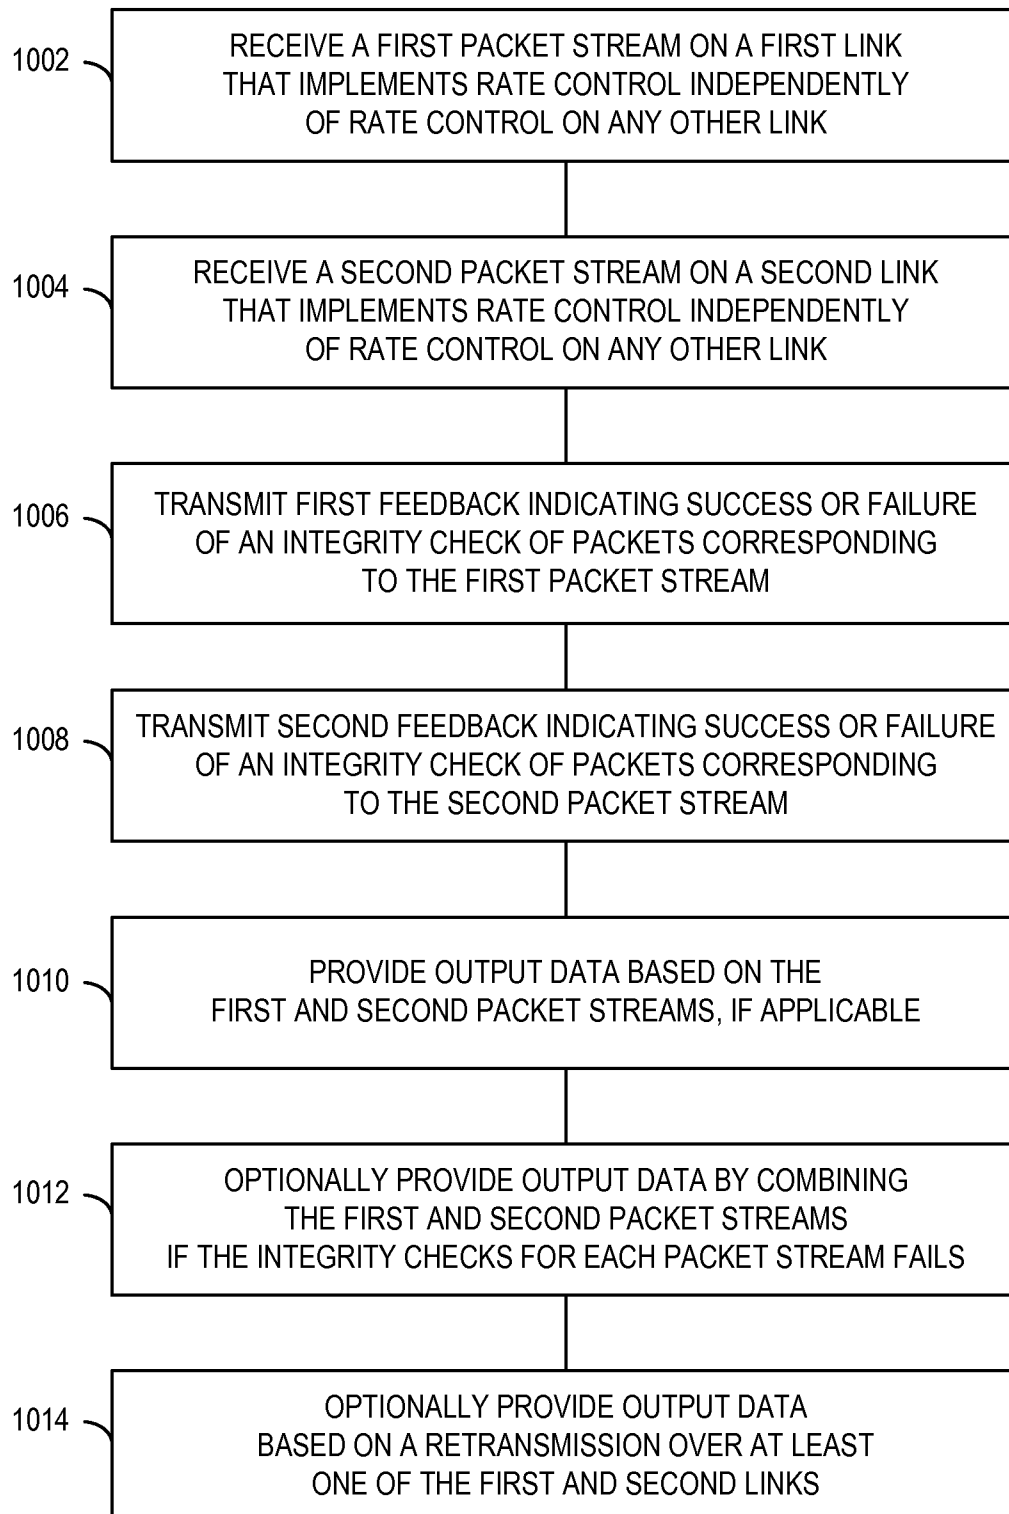 1002
RECEIVE A FIRST PACKET STREAM ON A FIRST LINK
THAT IMPLEMENTS RATE CONTROL INDEPENDENTLY
OF RATE CONTROL ON ANY OTHER LINK
1004
RECEIVE A SECOND PACKET STREAM ON A SECOND LINK
THAT IMPLEMENTS RATE CONTROL INDEPENDENTLY
OF RATE CONTROL ON ANY OTHER LINK
1006
TRANSMIT FIRST FEEDBACK INDICATING SUCCESS OR FAILURE
OF AN INTEGRITY CHECK OF PACKETS CORRESPONDING
TO THE FIRST PACKET STREAM
1008
TRANSMIT SECOND FEEDBACK INDICATING SUCCESS OR FAILURE
OF AN INTEGRITY CHECK OF PACKETS CORRESPONDING
TO THE SECOND PACKET STREAM
1010
PROVIDE OUTPUT DATA BASED ON THE
FIRST AND SECOND PACKET STREAMS, IF APPLICABLE
1012
OPTIONALLY PROVIDE OUTPUT DATA BY COMBINING
THE FIRST AND SECOND PACKET STREAMS
IF THE INTEGRITY CHECKS FOR EACH PACKET STREAM FAILS
1014
OPTIONALLY PROVIDE OUTPUT DATA
BASED ON A RETRANSMISSION OVER AT LEAST
ONE OF THE FIRST AND SECOND LINKS